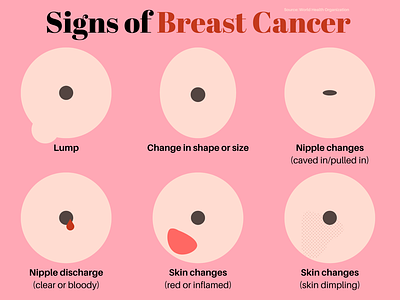 Source: World Health Organization
Signs of Breast Cancer
Lump
Change in shape or size
Nipple changes
(caved in/pulled in)
Nipple discharge
(clear or bloody)
Skin changes
(red or inflamed)
Skin changes
(skin dimpling)